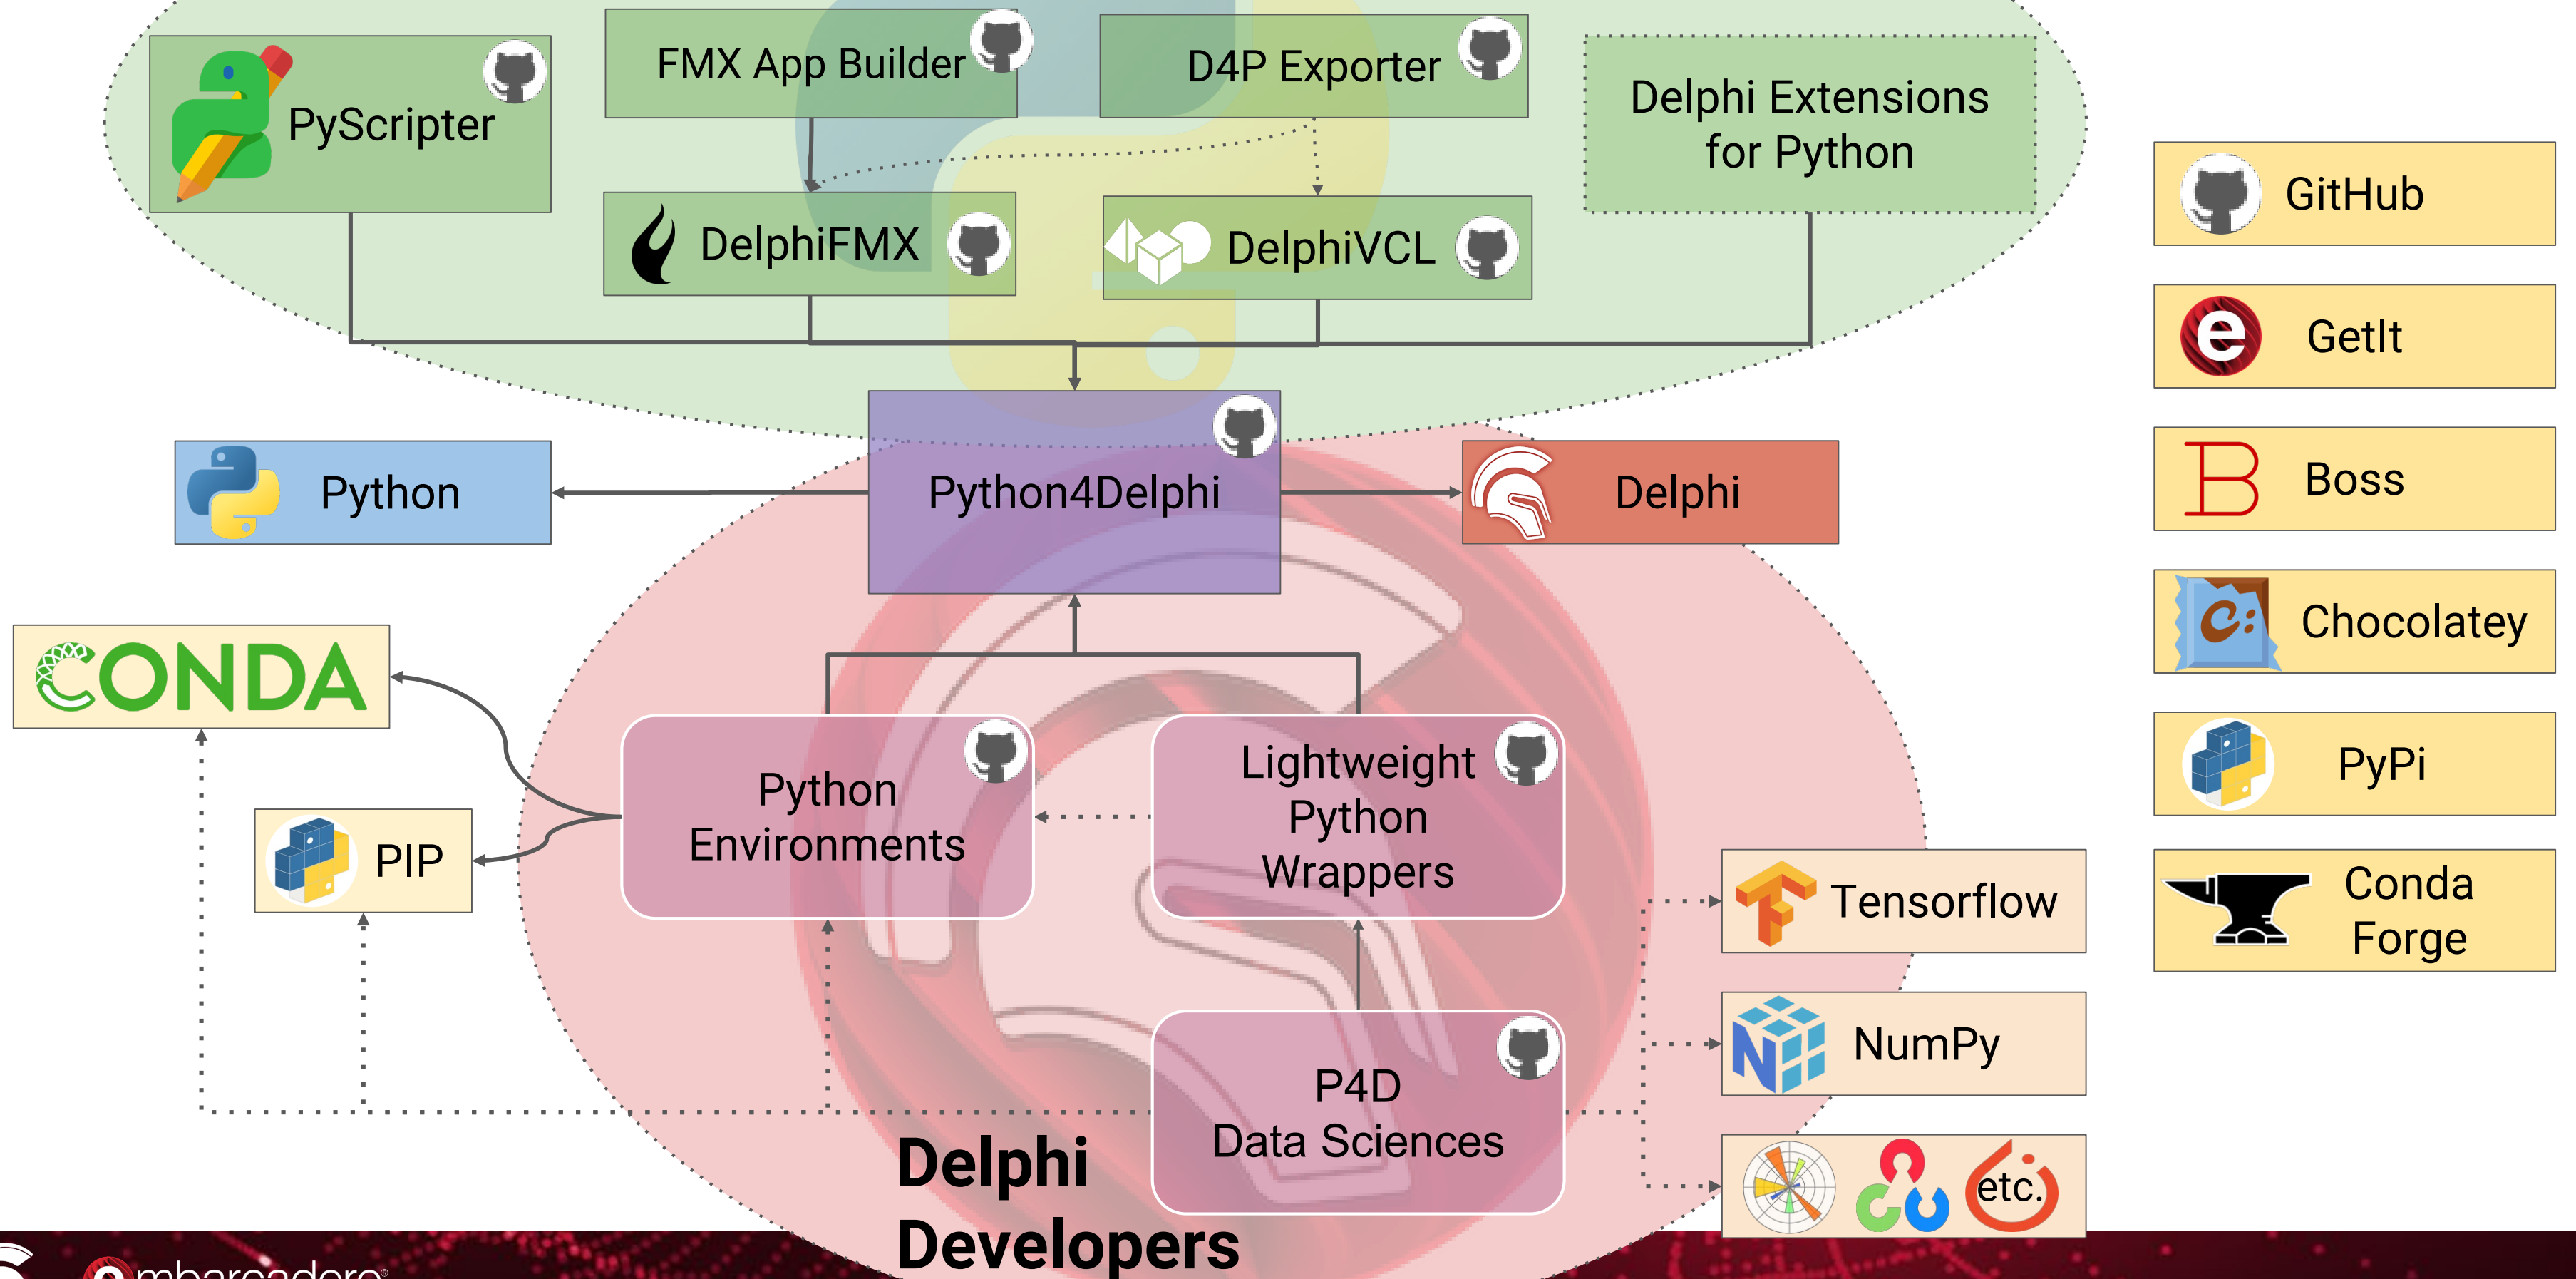 FMX App Builder
D4P Exporter
PyScripter
Delphi Extensions
for Python
DelphiFMX
DelphiVCL
GitHub
GetIt
Python
Python4Delphi
Delphi
Boss
CONDA
Chocolatey
Python
Environments
Lightweight
Python
Wrappers
PyPi
PIP
Tensorflow
Conda
Forge
NumPy
P4D
Data Sciences
etc.
Delphi
Developers
embarcadero®